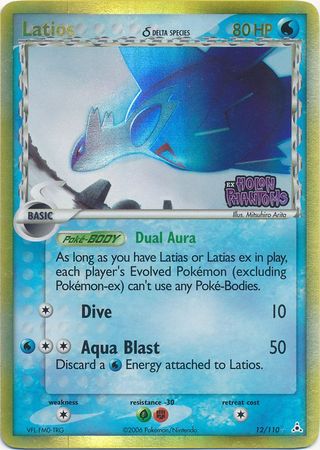 Latios δ DELTA SPECIES 80 HP
EX
HOLON
PHANTOMS
Illus. Mitsuhiro Arita
BASIC
Poké-BODY Dual Aura
As long as you have Latias or Latias ex in play,
each player's Evolved Pokémon (excluding
Pokémon-ex) can't use any Poké-Bodies.
Dive 10
Aqua Blast 50
Discard a Energy attached to Latios.
weakness resistance -30 retreat cost
VFL-FM0-TRG ©2006 Pokémon/Nintendo 12/110